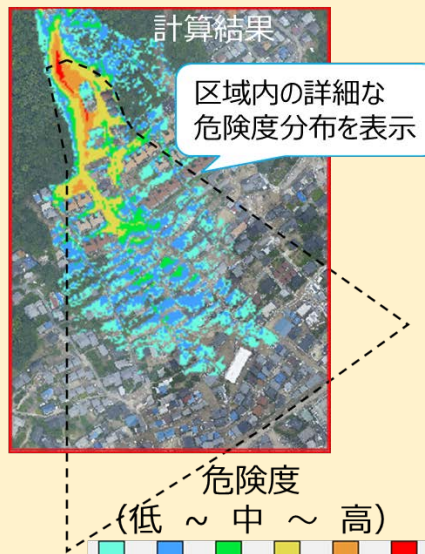 計算結果
区域内の詳細な
危険度分布を表示
危険度
(低 ~ 中 ～ 高)